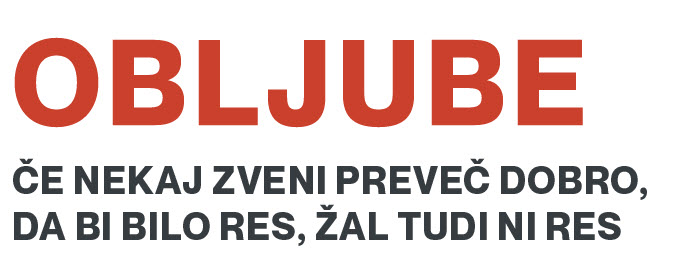 OBLJUBE
ČE NEKAJ ZVENI PREVEČ DOBRO,
DA BI BILO RES, ŽAL TUDI NI RES